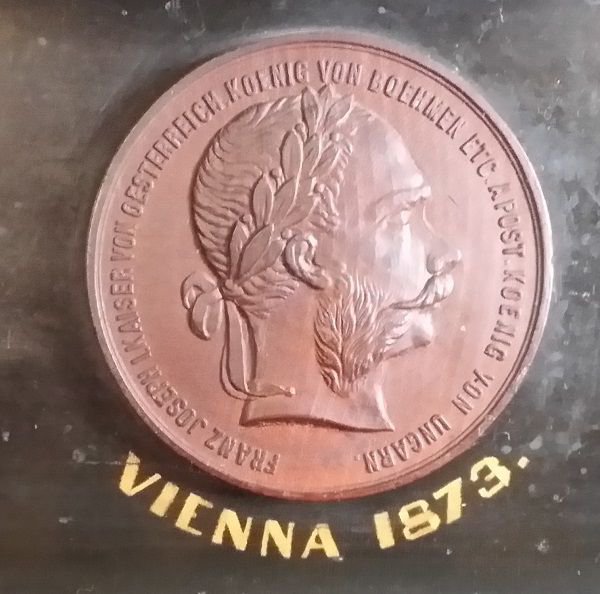 FRANZ JOSEPH I. KAISER VON OESTERREICH KOENIG VON BOEHMEN ETC. APOST. KOENIG VON UNGARN.
VIENNA 1873.